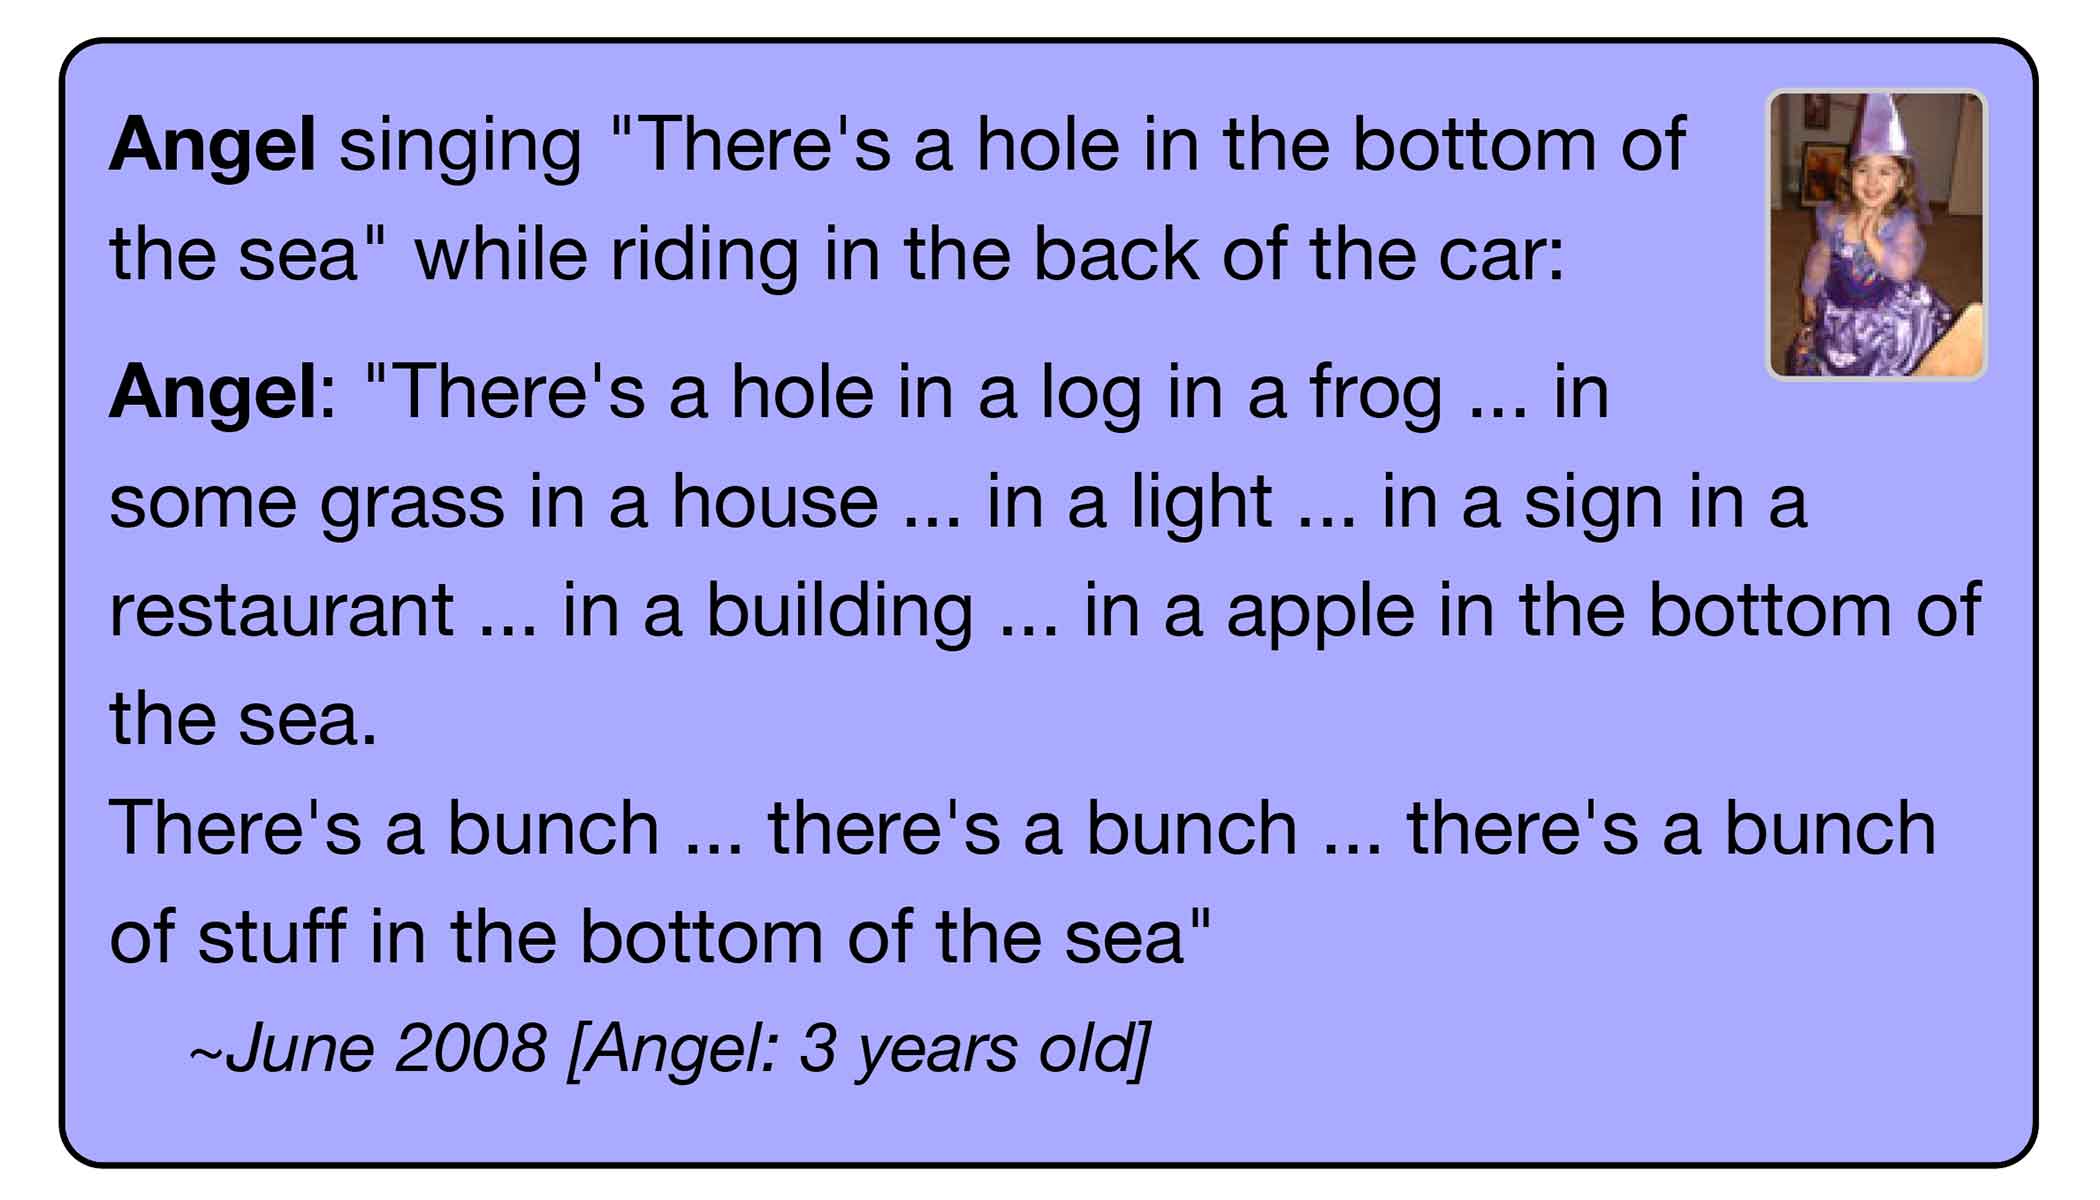 Angel singing "There's a hole in the bottom of
the sea" while riding in the back of the car:
Angel: "There's a hole in a log in a frog ... in
some grass in a house ... in a light ... in a sign in a
restaurant ... in a building ... in a apple in the bottom of
the sea.
There's a bunch ... there's a bunch ... there's a bunch
of stuff in the bottom of the sea"
~June 2008 [Angel: 3 years old]